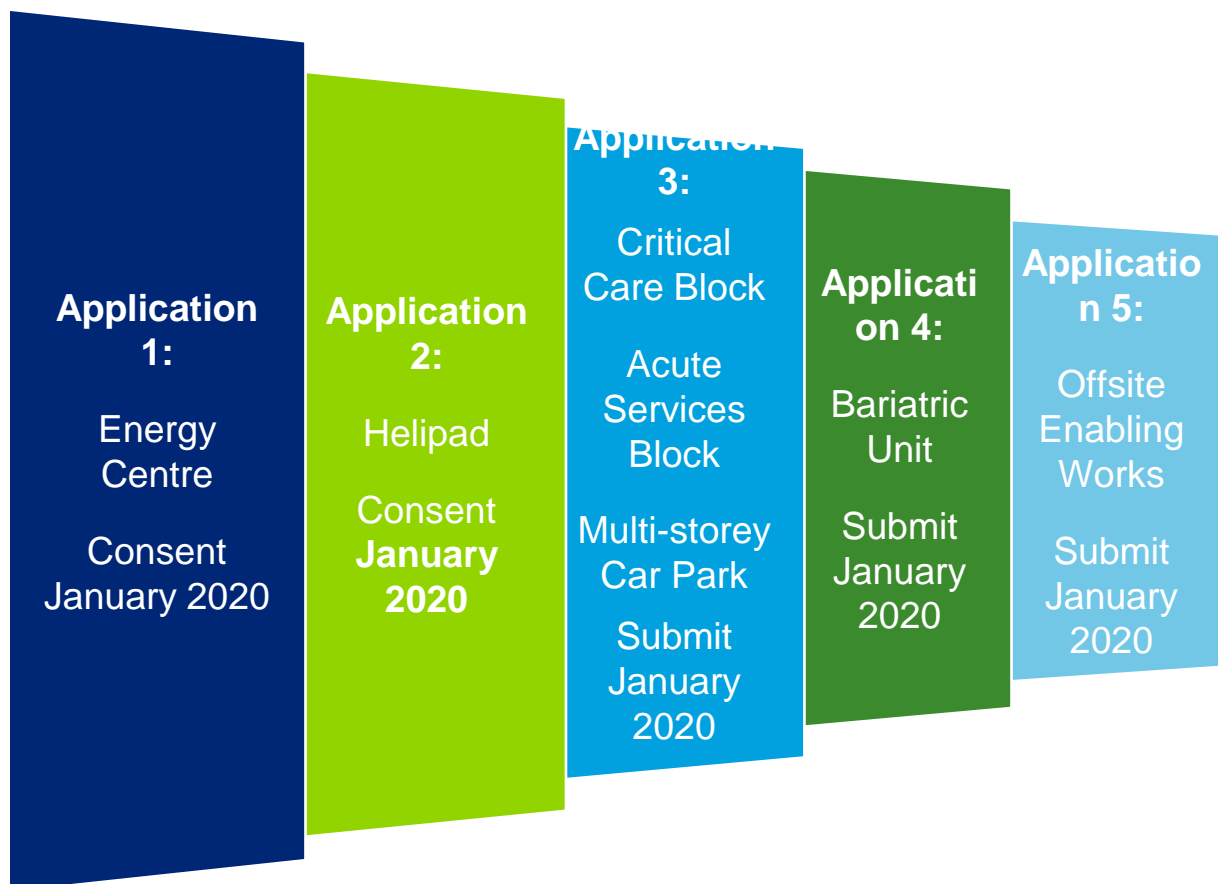 Application
1:
Energy
Centre
Consent
January 2020
Application
2:
Helipad
Consent
January
2020
Application
3:
Critical
Care Block
Acute
Services
Block
Multi-storey
Car Park
Submit
January
2020
Applicati
on 4:
Bariatric
Unit
Submit
January
2020
Applicatio
n 5:
Offsite
Enabling
Works
Submit
January
2020